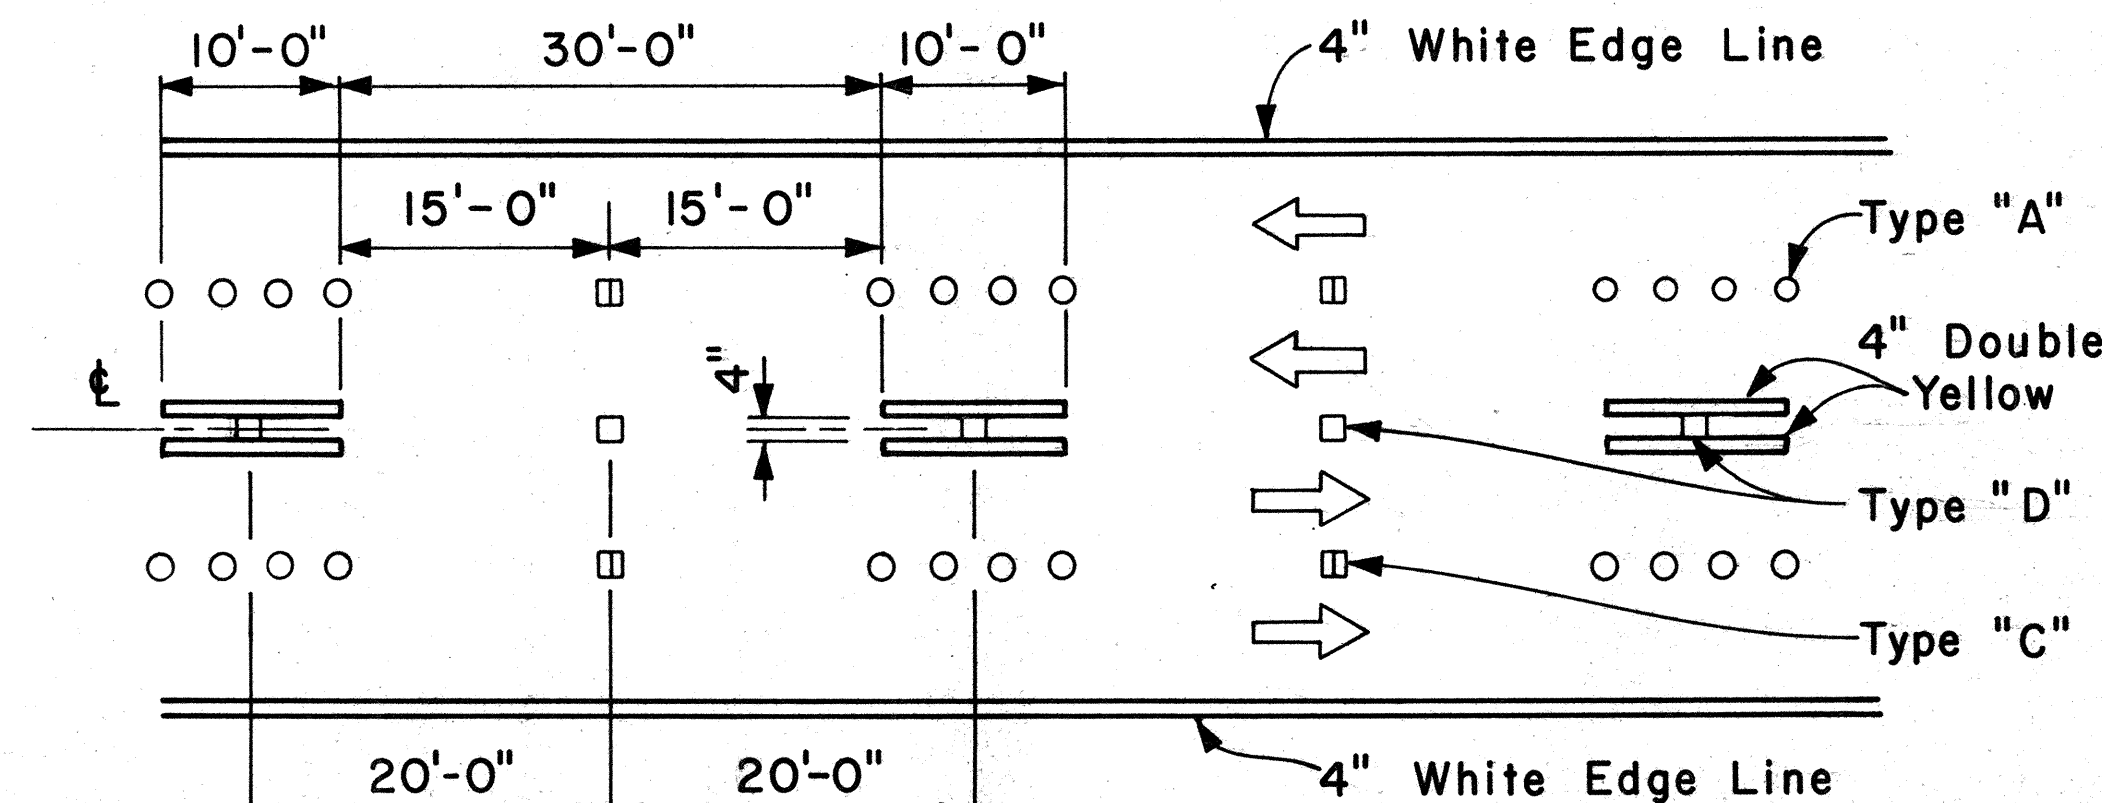 10'-0" 30'-0" 10'-0" 4" White Edge Line
15'-0" 15'-0"
Type "A"
4" Double
Yellow
℄
4"
Type "D"
Type "C"
20'-0" 20'-0" 4" White Edge Line